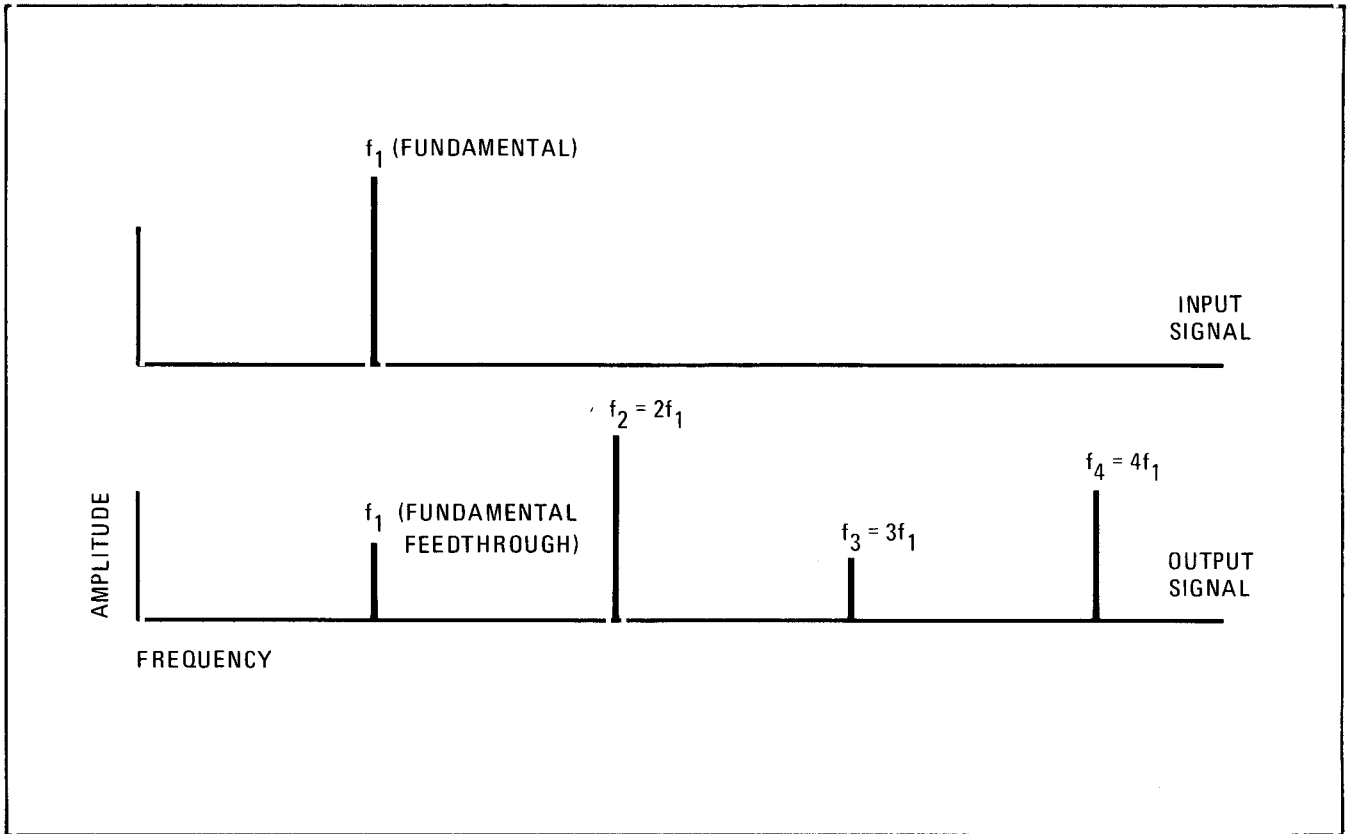 f₁ (FUNDAMENTAL)
INPUT
SIGNAL
f₂ = 2f₁
f₄ = 4f₁
f₁ (FUNDAMENTAL
FEEDTHROUGH)
f₃ = 3f₁
AMPLITUDE
OUTPUT
SIGNAL
FREQUENCY